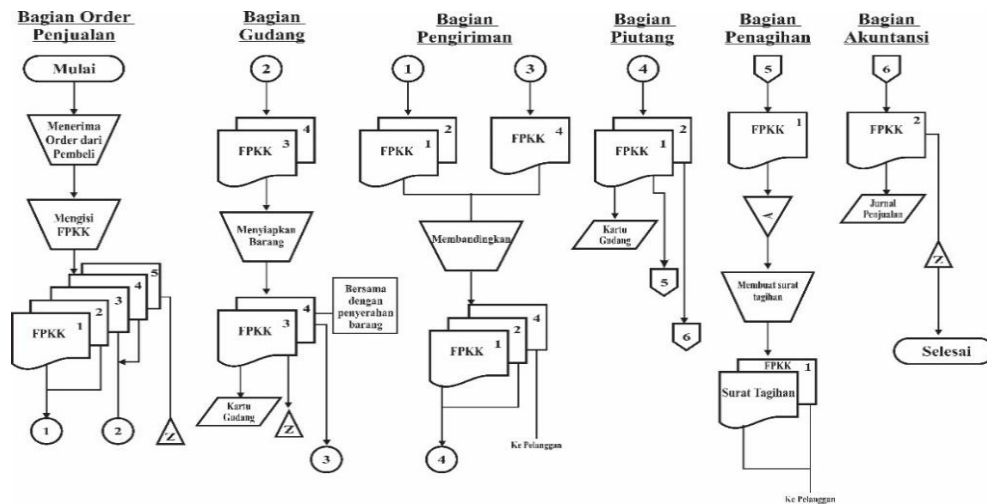 Bagian Order
Penjualan
Mulai
Menerima
Order dari
Pembeli
Mengisi
FPKK
5
4
3
2
FPKK 1
1
2
Z
Bagian
Gudang
2
4
FPKK 3
Menyiapkan
Barang
Bersama
dengan
penyerahan
barang
4
FPKK 3
Kartu
Gudang
Z
3
Bagian
Pengiriman
1
3
2
FPKK 1
FPKK 4
Membandingkan
4
2
FPKK 1
4
Ke Pelanggan
Bagian
Piutang
4
2
FPKK 1
Kartu
Gudang
5
6
Bagian
Penagihan
5
FPKK 1
A
Membuat surat
tagihan
FPKK 1
Surat Tagihan
Ke Pelanggan
Bagian
Akuntansi
6
FPKK 2
Jurnal
Penjualan
Z
Selesai